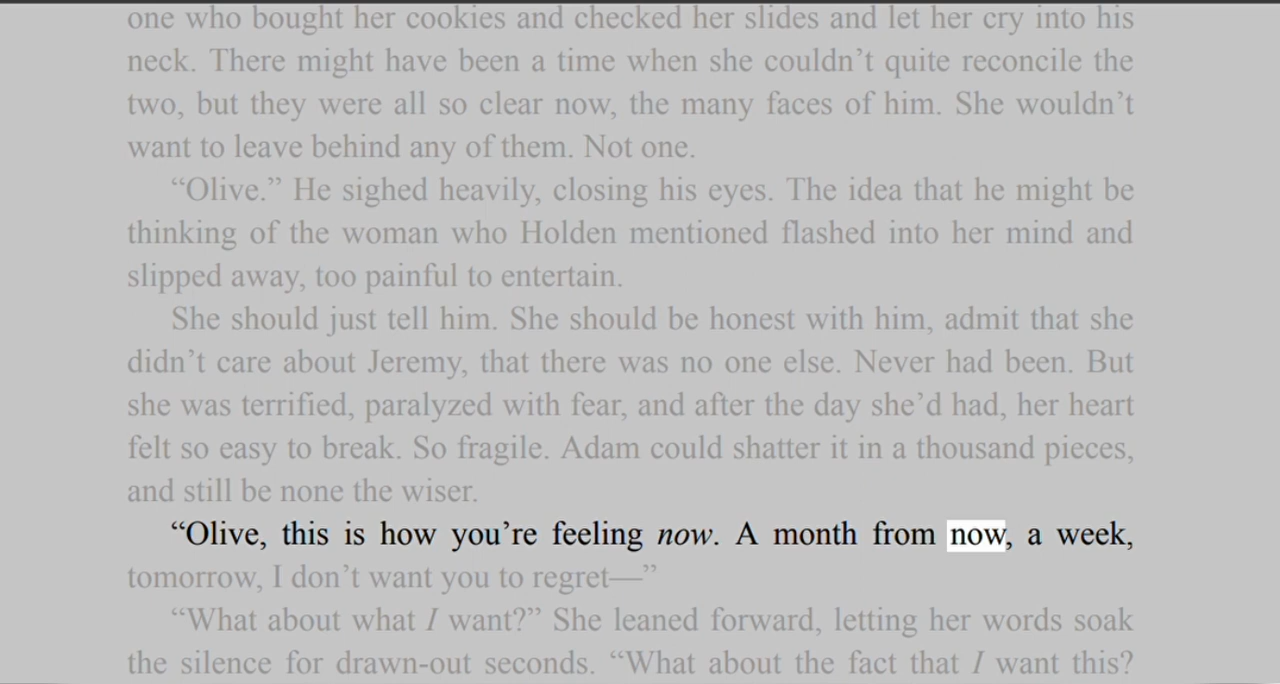 one who bought her cookies and checked her slides and let her cry into his
neck. There might have been a time when she couldn’t quite reconcile the
two, but they were all so clear now, the many faces of him. She wouldn’t
want to leave behind any of them. Not one.
“Olive.” He sighed heavily, closing his eyes. The idea that he might be
thinking of the woman who Holden mentioned flashed into her mind and
slipped away, too painful to entertain.
She should just tell him. She should be honest with him, admit that she
didn’t care about Jeremy, that there was no one else. Never had been. But
she was terrified, paralyzed with fear, and after the day she’d had, her heart
felt so easy to break. So fragile. Adam could shatter it in a thousand pieces,
and still be none the wiser.
“Olive, this is how you’re feeling now. A month from now, a week,
tomorrow, I don’t want you to regret—”
“What about what I want?” She leaned forward, letting her words soak
the silence for drawn-out seconds. “What about the fact that I want this?